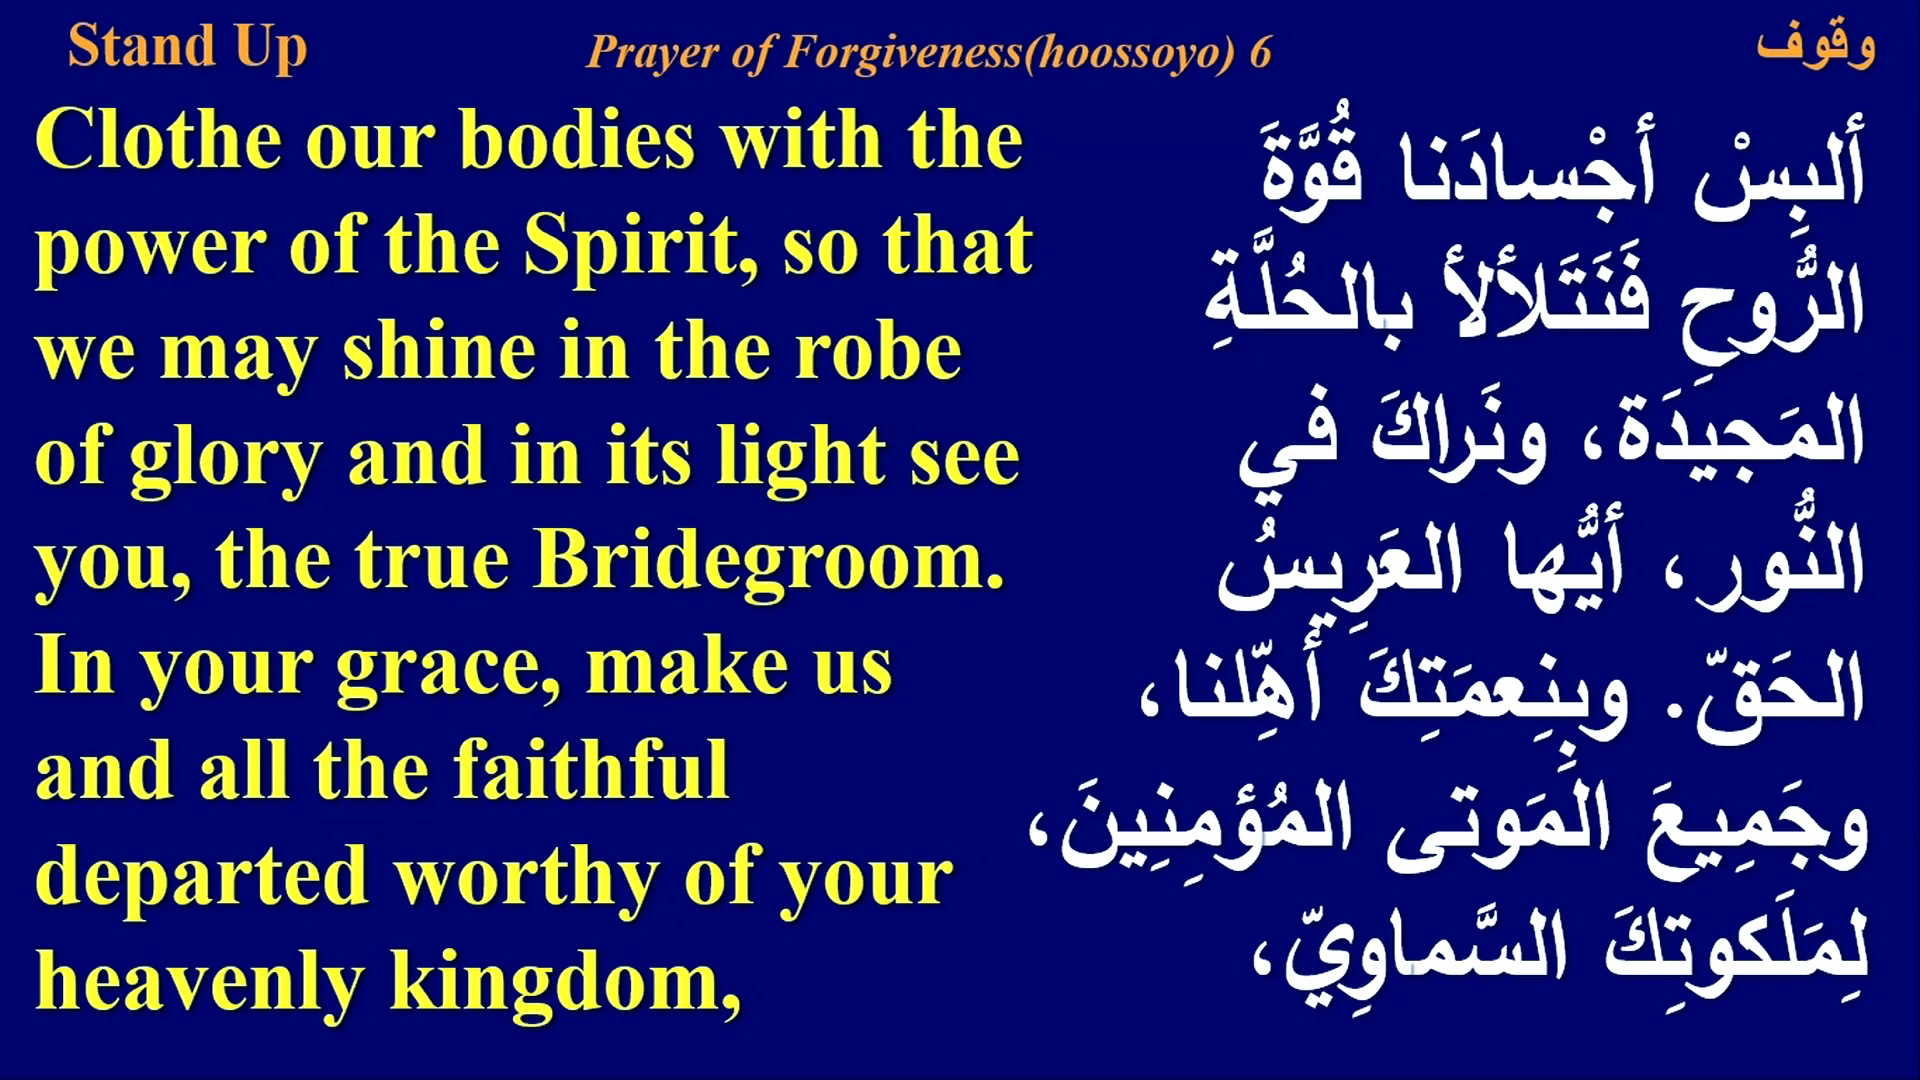 Stand Up
Prayer of Forgiveness(hoossoyo) 6
وقوف
Clothe our bodies with the
power of the Spirit, so that
we may shine in the robe
of glory and in its light see
you, the true Bridegroom.
In your grace, make us
and all the faithful
departed worthy of your
heavenly kingdom,
ألبِسْ أجْسادَنا قُوَّةَ
الرُّوحِ فَنَتَلألأ بالحُلَّةِ
المَجيدَة، ونَراكَ في
النُّور، أيُّها العَرِيسُ
الحَقّ. وبِنِعمَتِكَ أَهِّلنا،
وجَمِيعَ المَوتى المُؤمِنِينَ،
لِمَلَكوتِكَ السَّماوِيّ،